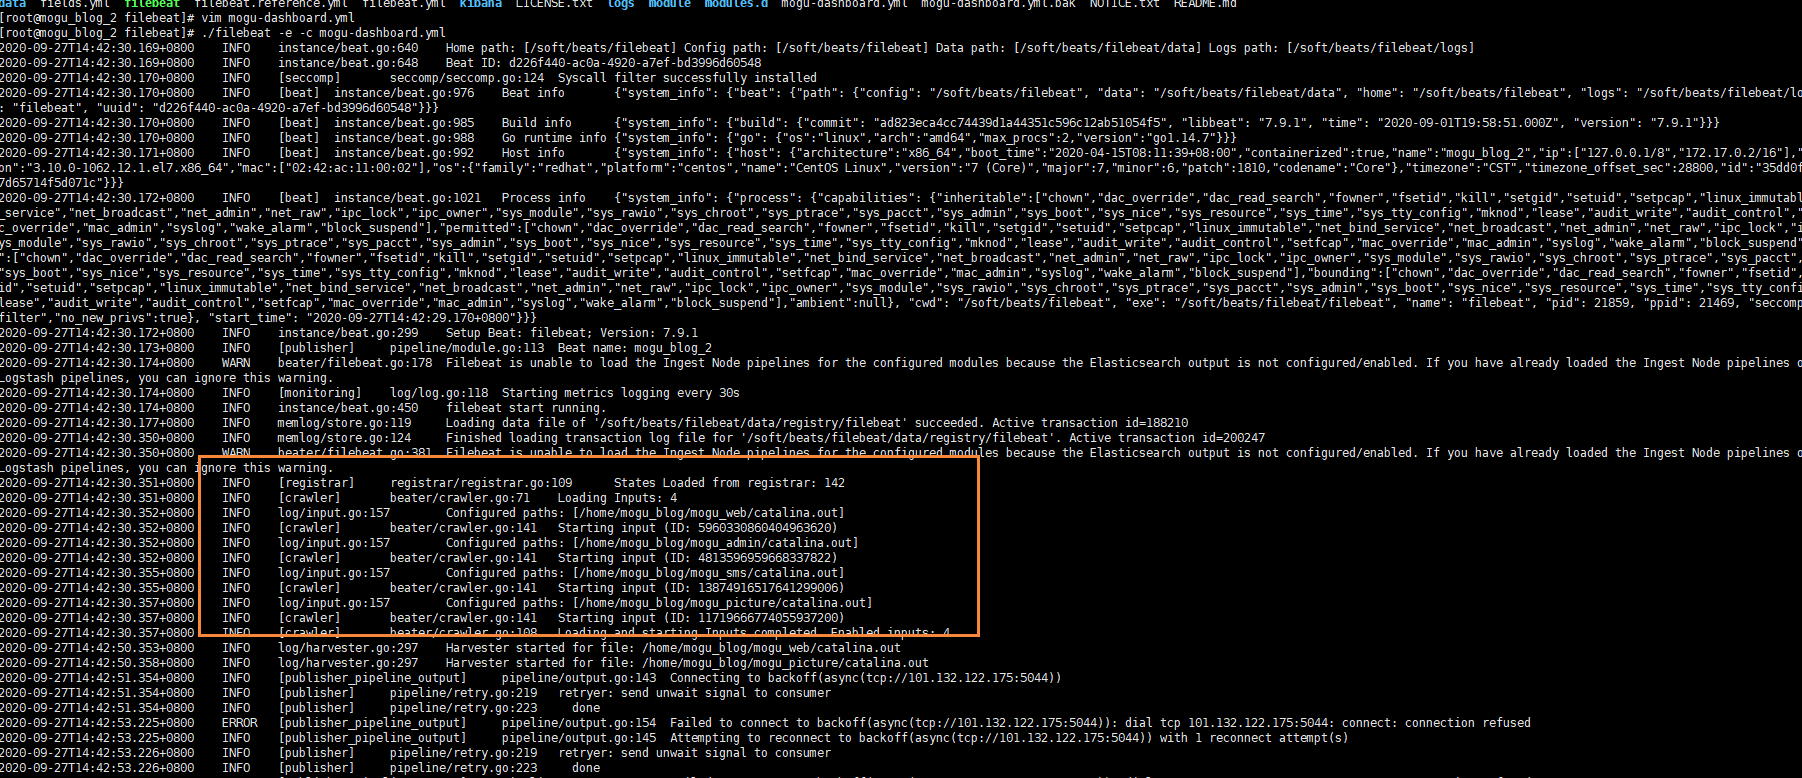 data  fields.yml  filebeat  filebeat.reference.yml  filebeat.yml  kibana  LICENSE.txt  logs  module  modules.d  mogu-dashboard.yml  mogu-dashboard.yml.bak  NOTICE.txt  README.md
[root@mogu_blog_2 filebeat]# vim mogu-dashboard.yml
[root@mogu_blog_2 filebeat]# ./filebeat -e -c mogu-dashboard.yml
2020-09-27T14:42:30.169+0800 INFO instance/beat.go:640 Home path: [/soft/beats/filebeat] Config path: [/soft/beats/filebeat] Data path: [/soft/beats/filebeat/data] Logs path: [/soft/beats/filebeat/logs]
2020-09-27T14:42:30.169+0800 INFO instance/beat.go:648 Beat ID: d226f440-ac0a-4920-a7ef-bd3996d60548
2020-09-27T14:42:30.170+0800 INFO [seccomp] seccomp/seccomp.go:124 Syscall filter successfully installed
2020-09-27T14:42:30.170+0800 INFO [beat] instance/beat.go:976 Beat info {"system_info": {"beat": {"path": {"config": "/soft/beats/filebeat", "data": "/soft/beats/filebeat/data", "home": "/soft/beats/filebeat", "logs": "/soft/beats/filebeat/lo
: "filebeat", "uuid": "d226f440-ac0a-4920-a7ef-bd3996d60548"}}}
2020-09-27T14:42:30.170+0800 INFO [beat] instance/beat.go:985 Build info {"system_info": {"build": {"commit": "ad823eca4cc74439d1a44351c596c12ab51054f5", "libbeat": "7.9.1", "time": "2020-09-01T19:58:51.000Z", "version": "7.9.1"}}}
2020-09-27T14:42:30.170+0800 INFO [beat] instance/beat.go:988 Go runtime info {"system_info": {"go": {"os":"linux","arch":"amd64","max_procs":2,"version":"go1.14.7"}}}
2020-09-27T14:42:30.171+0800 INFO [beat] instance/beat.go:992 Host info {"system_info": {"host": {"architecture":"x86_64","boot_time":"2020-04-15T08:11:39+08:00","containerized":true,"name":"mogu_blog_2","ip":["127.0.0.1/8","172.17.0.2/16"],"
on":"3.10.0-1062.12.1.el7.x86_64","mac":["02:42:ac:11:00:02"],"os":{"family":"redhat","platform":"centos","name":"CentOS Linux","version":"7 (Core)","major":7,"minor":6,"patch":1810,"codename":"Core"},"timezone":"CST","timezone_offset_sec":28800,"id":"35dd0f
7d65714f5d071c"}}}
2020-09-27T14:42:30.172+0800 INFO [beat] instance/beat.go:1021 Process info {"system_info": {"process": {"capabilities": {"inheritable":["chown","dac_override","dac_read_search","fowner","fsetid","kill","setgid","setuid","setpcap","linux_immutabl
_service","net_broadcast","net_admin","net_raw","ipc_lock","ipc_owner","sys_module","sys_rawio","sys_chroot","sys_ptrace","sys_pacct","sys_admin","sys_boot","sys_nice","sys_resource","sys_time","sys_tty_config","mknod","lease","audit_write","audit_control","
c_override","mac_admin","syslog","wake_alarm","block_suspend"],"permitted":["chown","dac_override","dac_read_search","fowner","fsetid","kill","setgid","setuid","setpcap","linux_immutable","net_bind_service","net_broadcast","net_admin","net_raw","ipc_lock","i
ys_module","sys_rawio","sys_chroot","sys_ptrace","sys_pacct","sys_admin","sys_boot","sys_nice","sys_resource","sys_time","sys_tty_config","mknod","lease","audit_write","audit_control","setfcap","mac_override","mac_admin","syslog","wake_alarm","block_suspend"
:["chown","dac_override","dac_read_search","fowner","fsetid","kill","setgid","setuid","setpcap","linux_immutable","net_bind_service","net_broadcast","net_admin","net_raw","ipc_lock","ipc_owner","sys_module","sys_rawio","sys_chroot","sys_ptrace","sys_pacct",
"sys_boot","sys_nice","sys_resource","sys_time","sys_tty_config","mknod","lease","audit_write","audit_control","setfcap","mac_override","mac_admin","syslog","wake_alarm","block_suspend"],"bounding":["chown","dac_override","dac_read_search","fowner","fsetid",
id","setuid","setpcap","linux_immutable","net_bind_service","net_broadcast","net_admin","net_raw","ipc_lock","ipc_owner","sys_module","sys_rawio","sys_chroot","sys_ptrace","sys_pacct","sys_admin","sys_boot","sys_nice","sys_resource","sys_time","sys_tty_confi
lease","audit_write","audit_control","setfcap","mac_override","mac_admin","syslog","wake_alarm","block_suspend"],"ambient":null}, "cwd": "/soft/beats/filebeat", "exe": "/soft/beats/filebeat/filebeat", "name": "filebeat", "pid": 21859, "ppid": 21469, "seccomp
filter","no_new_privs":true}, "start_time": "2020-09-27T14:42:29.170+0800"}}}
2020-09-27T14:42:30.172+0800 INFO instance/beat.go:299 Setup Beat: filebeat; Version: 7.9.1
2020-09-27T14:42:30.173+0800 INFO [publisher] pipeline/module.go:113 Beat name: mogu_blog_2
2020-09-27T14:42:30.174+0800 WARN beater/filebeat.go:178 Filebeat is unable to load the Ingest Node pipelines for the configured modules because the Elasticsearch output is not configured/enabled. If you have already loaded the Ingest Node pipelines o
Logstash pipelines, you can ignore this warning.
2020-09-27T14:42:30.174+0800 INFO [monitoring] log/log.go:118 Starting metrics logging every 30s
2020-09-27T14:42:30.174+0800 INFO instance/beat.go:450 filebeat start running.
2020-09-27T14:42:30.177+0800 INFO memlog/store.go:119 Loading data file of '/soft/beats/filebeat/data/registry/filebeat' succeeded. Active transaction id=188210
2020-09-27T14:42:30.350+0800 INFO memlog/store.go:124 Finished loading transaction log file for '/soft/beats/filebeat/data/registry/filebeat'. Active transaction id=200247
2020-09-27T14:42:30.350+0800 WARN beater/filebeat.go:381 Filebeat is unable to load the Ingest Node pipelines for the configured modules because the Elasticsearch output is not configured/enabled. If you have already loaded the Ingest Node pipelines o
Logstash pipelines, you can ignore this warning.
2020-09-27T14:42:30.351+0800 INFO [registrar] registrar/registrar.go:109 States Loaded from registrar: 142
2020-09-27T14:42:30.351+0800 INFO [crawler] beater/crawler.go:71 Loading Inputs: 4
2020-09-27T14:42:30.352+0800 INFO log/input.go:157 Configured paths: [/home/mogu_blog/mogu_web/catalina.out]
2020-09-27T14:42:30.352+0800 INFO [crawler] beater/crawler.go:141 Starting input (ID: 5960330860404963620)
2020-09-27T14:42:30.352+0800 INFO log/input.go:157 Configured paths: [/home/mogu_blog/mogu_admin/catalina.out]
2020-09-27T14:42:30.352+0800 INFO [crawler] beater/crawler.go:141 Starting input (ID: 4813596959668337822)
2020-09-27T14:42:30.355+0800 INFO log/input.go:157 Configured paths: [/home/mogu_blog/mogu_sms/catalina.out]
2020-09-27T14:42:30.355+0800 INFO [crawler] beater/crawler.go:141 Starting input (ID: 13874916517641299006)
2020-09-27T14:42:30.357+0800 INFO log/input.go:157 Configured paths: [/home/mogu_blog/mogu_picture/catalina.out]
2020-09-27T14:42:30.357+0800 INFO [crawler] beater/crawler.go:141 Starting input (ID: 11719666774055937200)
2020-09-27T14:42:30.357+0800 INFO [crawler] beater/crawler.go:108 Loading and starting Inputs completed. Enabled inputs: 4
2020-09-27T14:42:50.353+0800 INFO log/harvester.go:297 Harvester started for file: /home/mogu_blog/mogu_web/catalina.out
2020-09-27T14:42:50.358+0800 INFO log/harvester.go:297 Harvester started for file: /home/mogu_blog/mogu_picture/catalina.out
2020-09-27T14:42:51.354+0800 INFO [publisher_pipeline_output] pipeline/output.go:143 Connecting to backoff(async(tcp://101.132.122.175:5044))
2020-09-27T14:42:51.354+0800 INFO [publisher] pipeline/retry.go:219 retryer: send unwait signal to consumer
2020-09-27T14:42:51.354+0800 INFO [publisher] pipeline/retry.go:223 done
2020-09-27T14:42:53.225+0800 ERROR [publisher_pipeline_output] pipeline/output.go:154 Failed to connect to backoff(async(tcp://101.132.122.175:5044)): dial tcp 101.132.122.175:5044: connect: connection refused
2020-09-27T14:42:53.225+0800 INFO [publisher_pipeline_output] pipeline/output.go:145 Attempting to reconnect to backoff(async(tcp://101.132.122.175:5044)) with 1 reconnect attempt(s)
2020-09-27T14:42:53.226+0800 INFO [publisher] pipeline/retry.go:219 retryer: send unwait signal to consumer
2020-09-27T14:42:53.226+0800 INFO [publisher] pipeline/retry.go:223 done